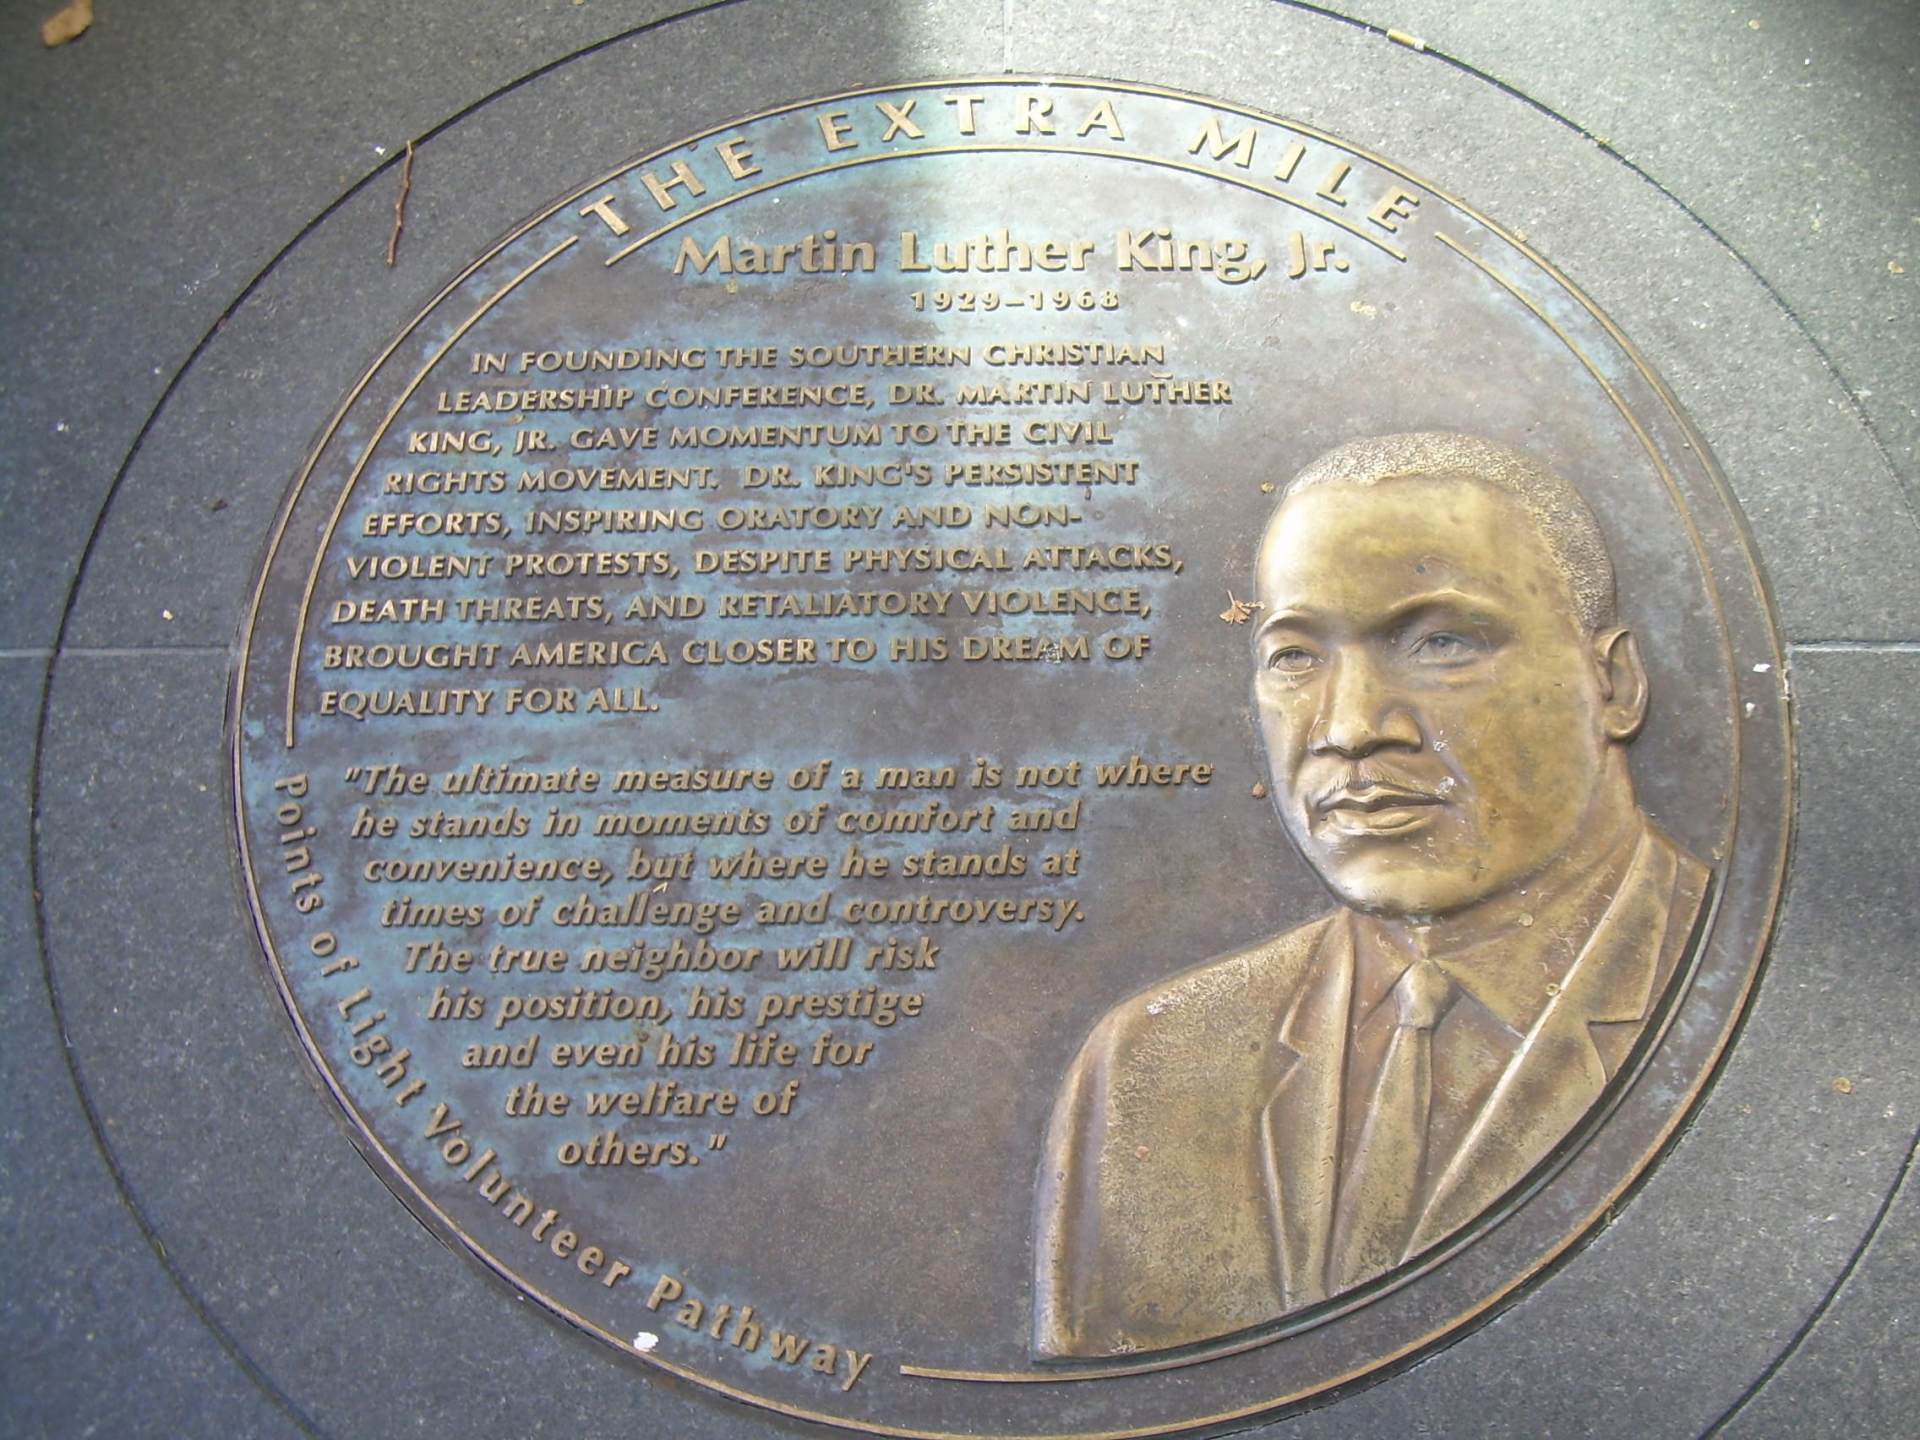 THE EXTRA MILE
Martin Luther King, Jr.
1929–1968
IN FOUNDING THE SOUTHERN CHRISTIAN
LEADERSHIP CONFERENCE, DR. MARTIN LUTHER
KING, JR. GAVE MOMENTUM TO THE CIVIL
RIGHTS MOVEMENT. DR. KING'S PERSISTENT
EFFORTS, INSPIRING ORATORY AND NON-
VIOLENT PROTESTS, DESPITE PHYSICAL ATTACKS,
DEATH THREATS, AND RETALIATORY VIOLENCE,
BROUGHT AMERICA CLOSER TO HIS DREAM OF
EQUALITY FOR ALL.
"The ultimate measure of a man is not where
he stands in moments of comfort and
convenience, but where he stands at
times of challenge and controversy.
The true neighbor will risk
his position, his prestige
and even his life for
the welfare of
others."
Points of Light Volunteer Pathway